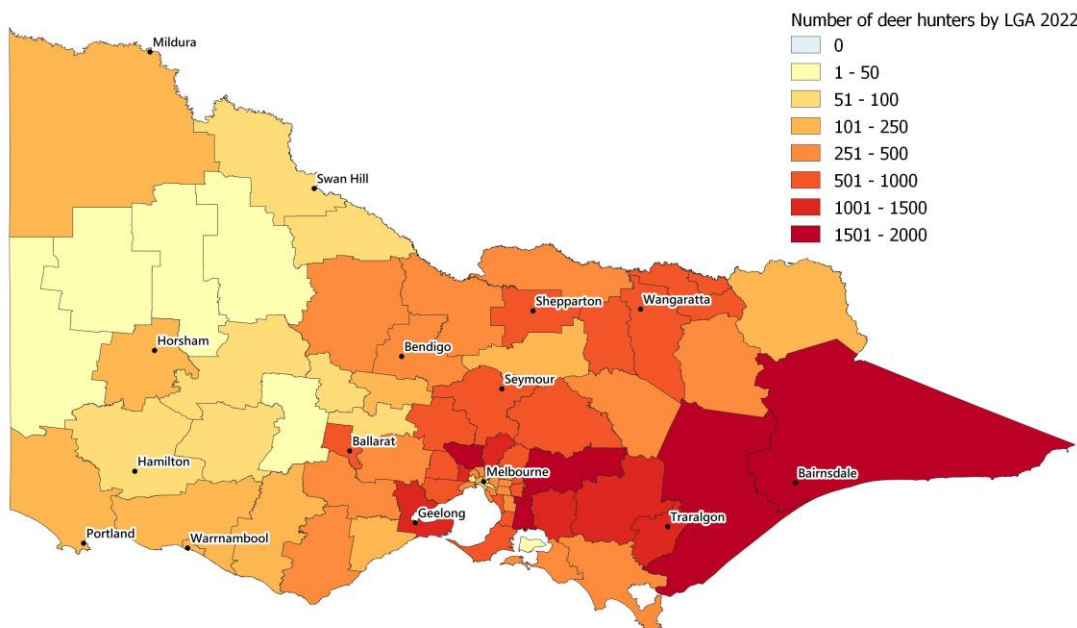 Number of deer hunters by LGA 2022
0
1 - 50
51 - 100
101 - 250
251 - 500
501 - 1000
1001 - 1500
1501 - 2000
Mildura
Swan Hill
Shepparton
Wangaratta
Horsham
Bendigo
Seymour
Ballarat
Hamilton
Melbourne
Bairnsdale
Geelong
Traralgon
Portland
Warrnambool